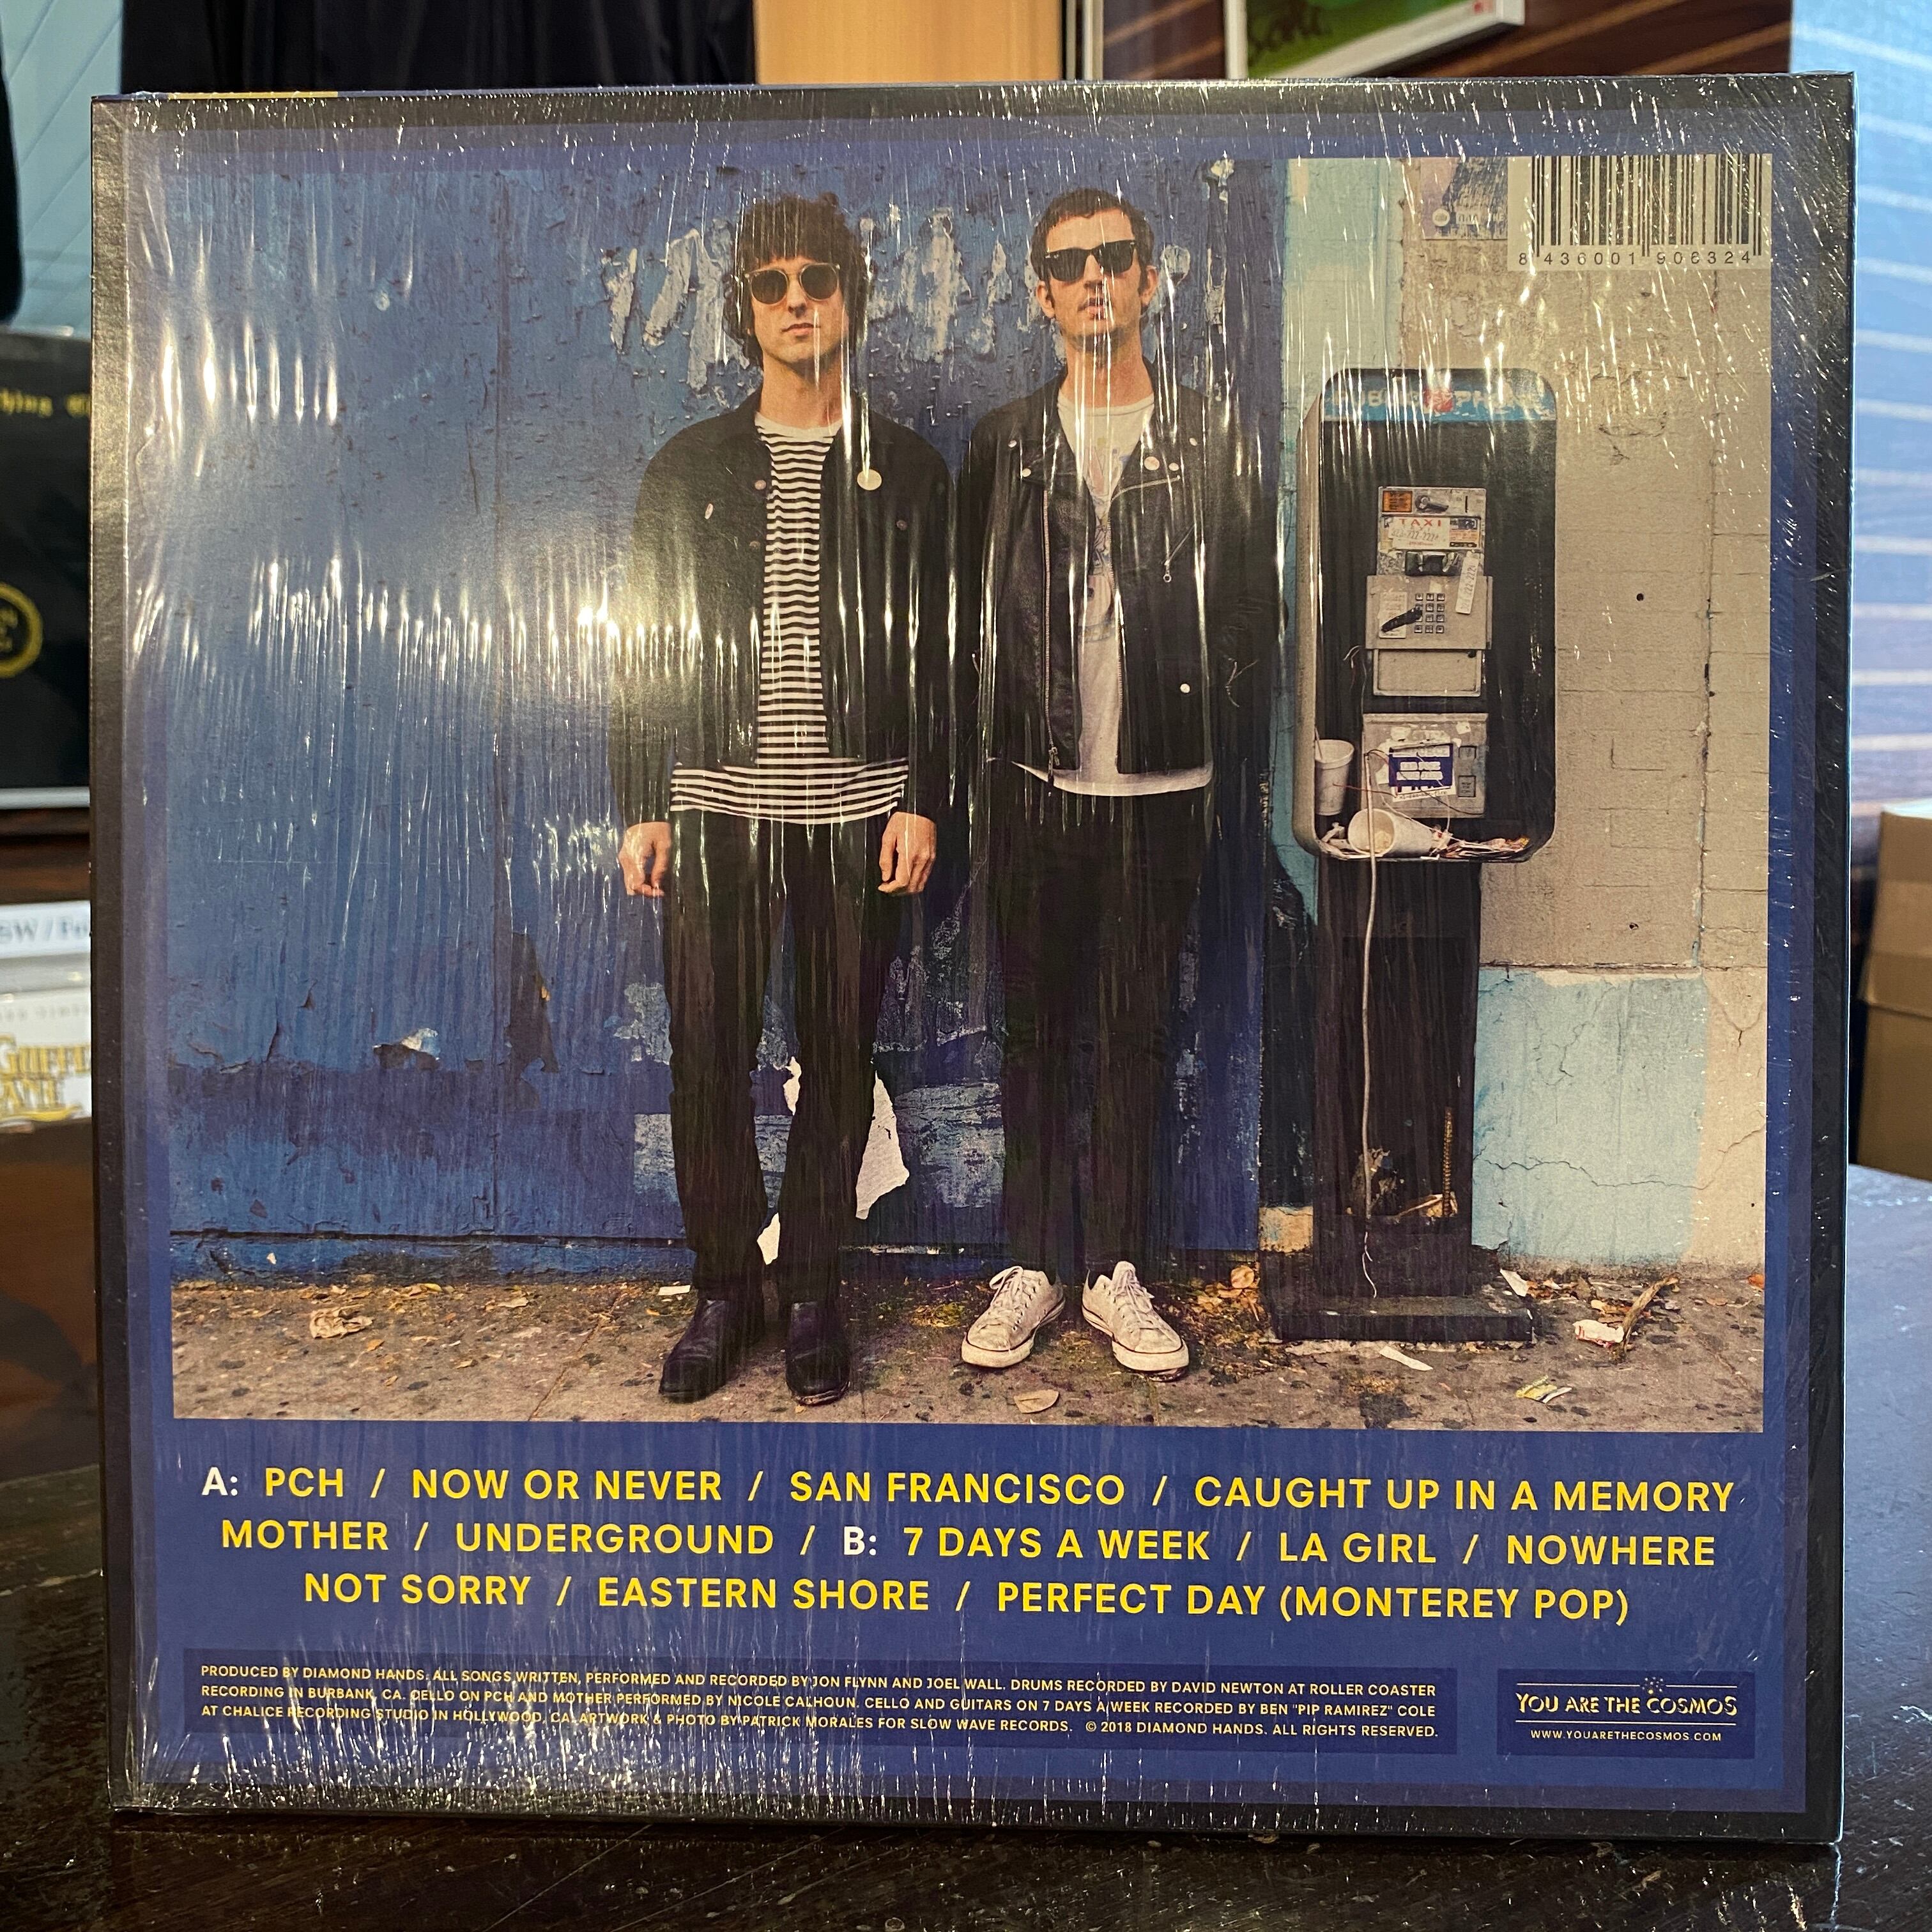 8 436001 906324
TAXI
A: PCH / NOW OR NEVER / SAN FRANCISCO / CAUGHT UP IN A MEMORY
MOTHER / UNDERGROUND / B: 7 DAYS A WEEK / LA GIRL / NOWHERE
NOT SORRY / EASTERN SHORE / PERFECT DAY (MONTEREY POP)
PRODUCED BY DIAMOND HANDS. ALL SONGS WRITTEN, PERFORMED AND RECORDED BY JON FLYNN AND JOEL WALL. DRUMS RECORDED BY DAVID NEWTON AT ROLLER COASTER
RECORDING IN BURBANK, CA. CELLO ON PCH AND MOTHER PERFORMED BY NICOLE CALHOUN. CELLO AND GUITARS ON 7 DAYS A WEEK RECORDED BY BEN "PIP RAMIREZ" COLE
AT CHALICE RECORDING STUDIO IN HOLLYWOOD, CA. ARTWORK & PHOTO BY PATRICK MORALES FOR SLOW WAVE RECORDS. © 2018 DIAMOND HANDS. ALL RIGHTS RESERVED.
YOU ARE THE COSMOS
WWW.YOUARETHECOSMOS.COM